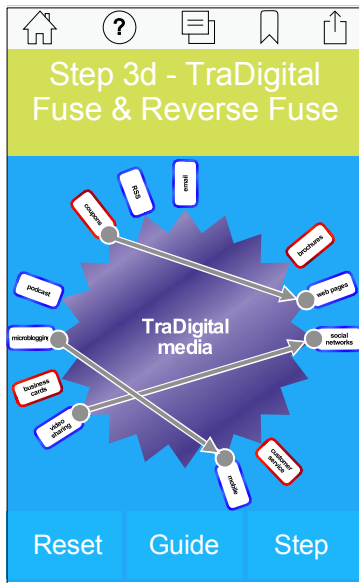 ?
Step 3d - TraDigital
Fuse & Reverse Fuse
email
RSS
coupons
brochures
podcast
web pages
TraDigital
media
microblogging
social
networks
business
cards
video
sharing
customer
service
mobile
Reset
Guide
Step